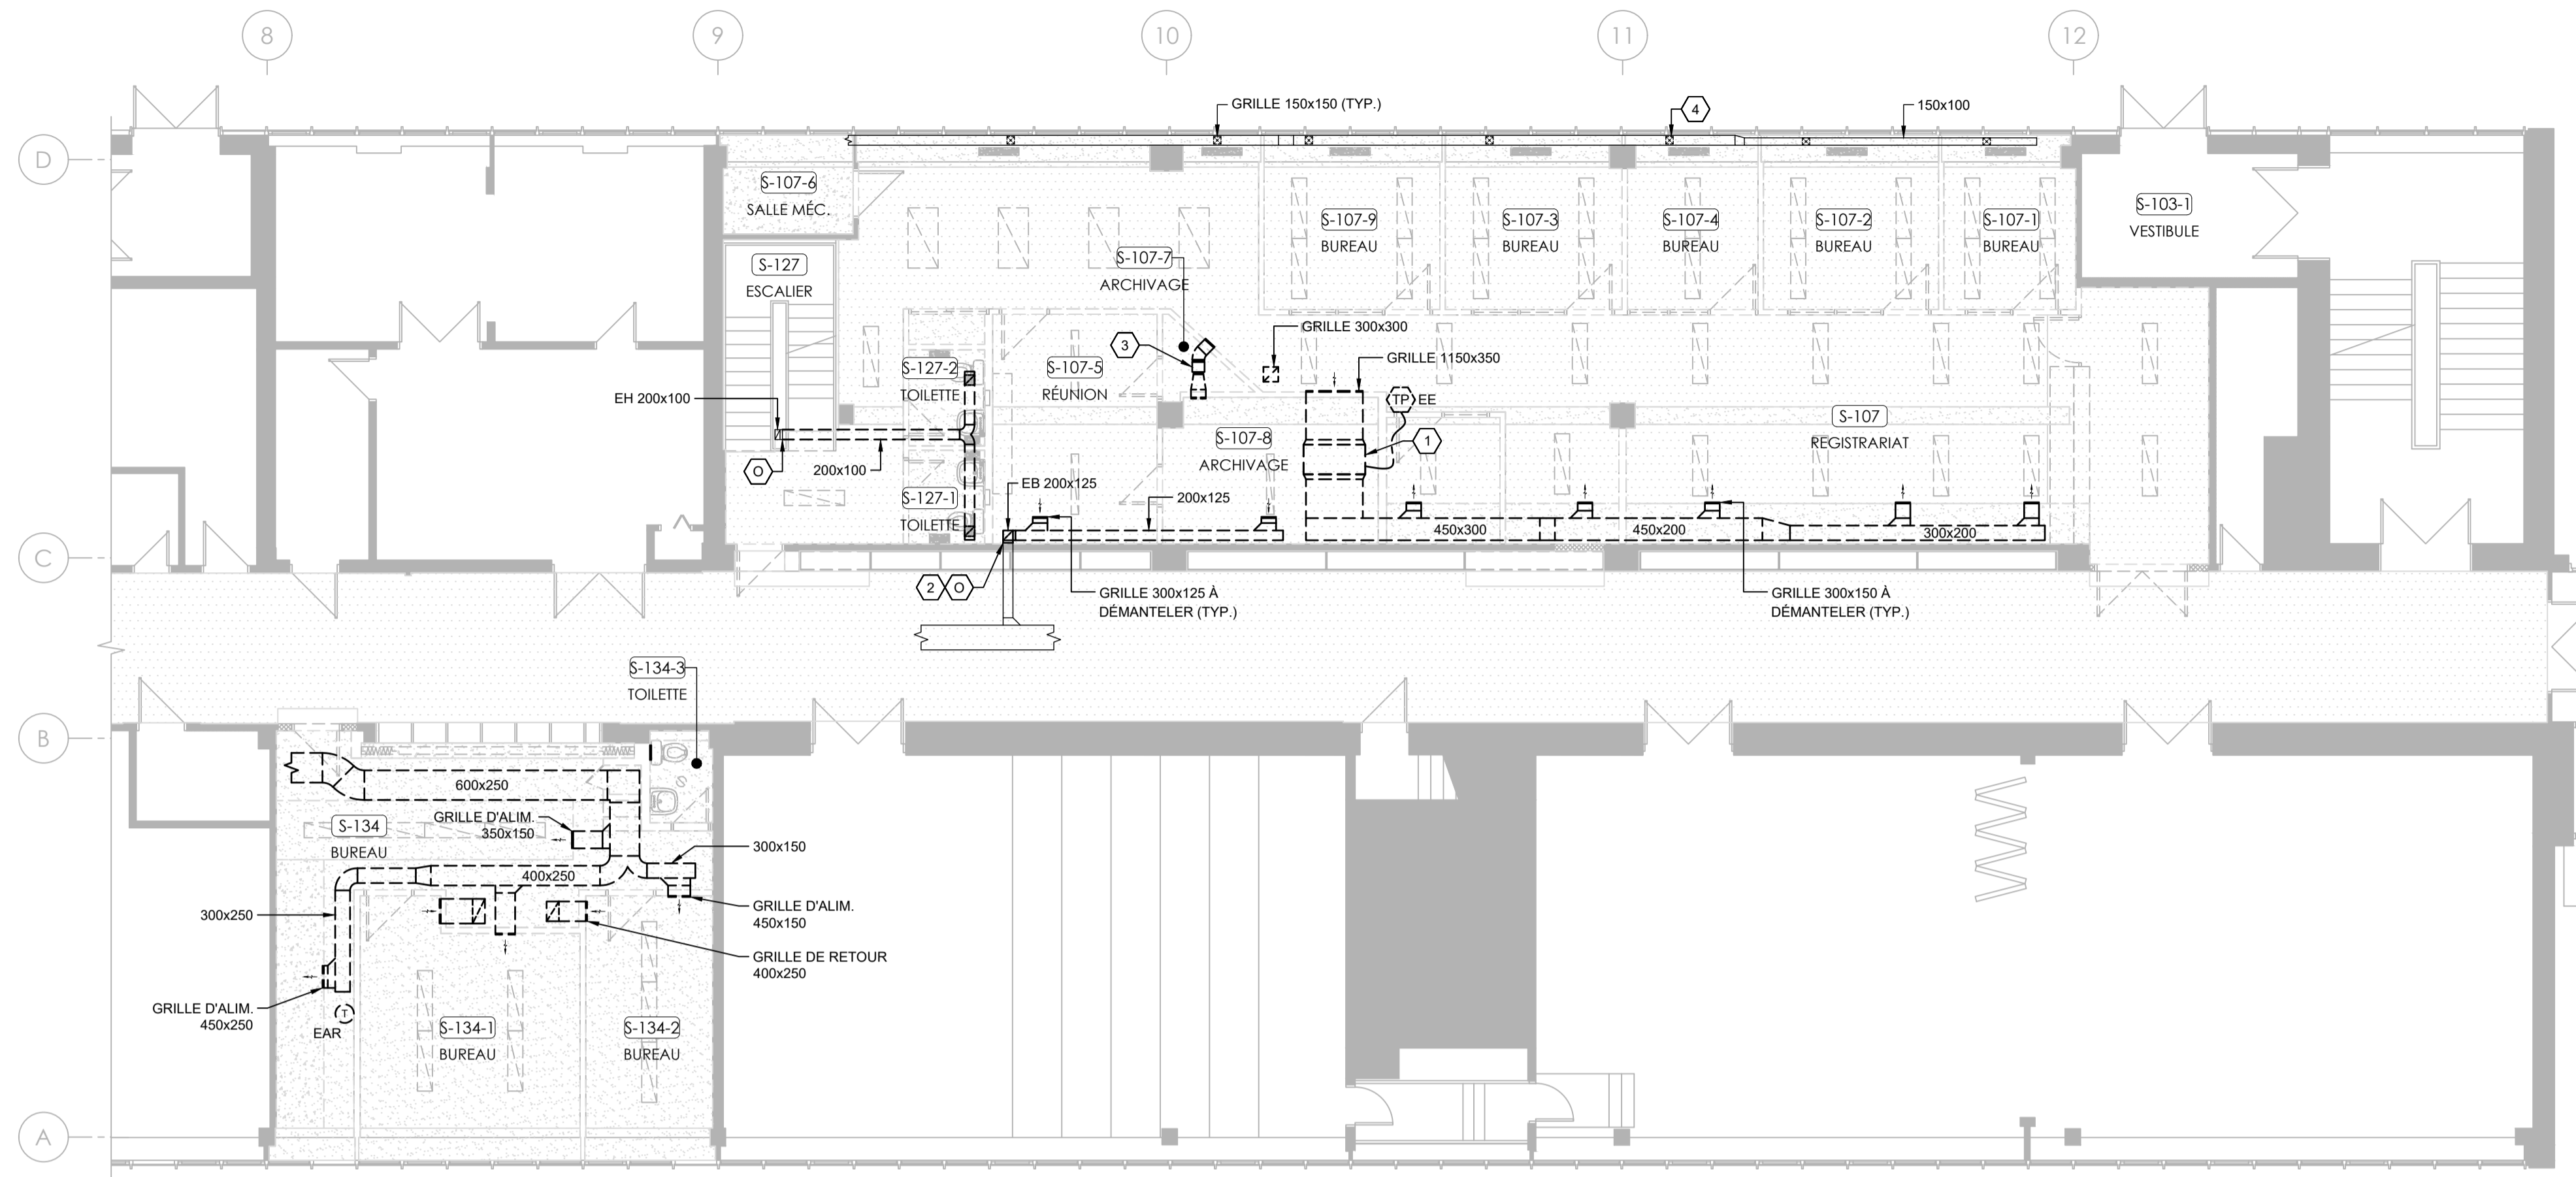 8
9
10
11
12
GRILLE 150x150 (TYP.)
4
150x100
D
S-107-6
SALLE MÉC.
S-107-9
BUREAU
S-107-3
BUREAU
S-107-4
BUREAU
S-107-2
BUREAU
S-107-1
BUREAU
S-103-1
VESTIBULE
S-127
ESCALIER
S-107-7
ARCHIVAGE
GRILLE 300x300
3
GRILLE 1150x350
S-127-2
TOILETTE
S-107-5
RÉUNION
EH 200x100
TP
EE
S-107
REGISTRARIAT
S-107-8
ARCHIVAGE
1
O
200x100
EB 200x125
200x125
S-127-1
TOILETTE
450x300
450x200
300x200
C
2
O
GRILLE 300x125 À
DÉMANTELER (TYP.)
GRILLE 300x150 À
DÉMANTELER (TYP.)
S-134-3
TOILETTE
B
600x250
GRILLE D'ALIM.
350x150
S-134
BUREAU
300x150
400x250
GRILLE D'ALIM.
450x150
300x250
GRILLE DE RETOUR
400x250
GRILLE D'ALIM.
450x250
T
EAR
S-134-1
BUREAU
S-134-2
BUREAU
A